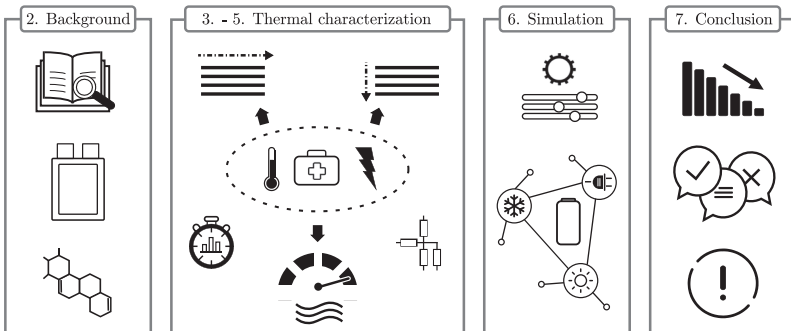 2. Background
3. - 5. Thermal characterization
6. Simulation
7. Conclusion